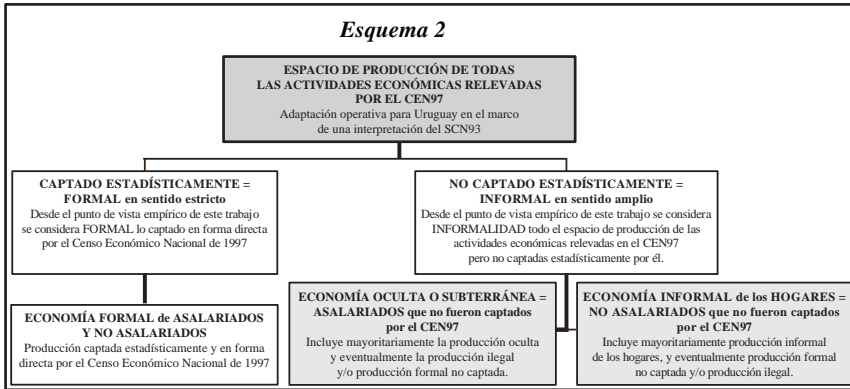 Esquema 2
ESPACIO DE PRODUCCIÓN DE TODAS
LAS ACTIVIDADES ECONÓMICAS RELEVADAS
POR EL CEN97
Adaptación operativa para Uruguay en el marco
de una interpretación del SCN93
CAPTADO ESTADÍSTICAMENTE =
FORMAL en sentido estricto
Desde el punto de vista empírico de este trabajo
se considera FORMAL lo captado en forma directa
por el Censo Económico Nacional de 1997
NO CAPTADO ESTADÍSTICAMENTE =
INFORMAL en sentido amplio
Desde el punto de vista empírico de este trabajo se considera
INFORMALIDAD todo el espacio de producción de las
actividades económicas relevadas en el CEN97
pero no captadas estadísticamente por él.
ECONOMÍA FORMAL de ASALARIADOS
Y NO ASALARIADOS
Producción captada estadísticamente y en forma
directa por el Censo Económico Nacional de 1997
ECONOMÍA OCULTA O SUBTERRÁNEA =
ASALARIADOS que no fueron captados
por el CEN97
Incluye mayoritariamente la producción oculta
y eventualmente la producción ilegal
y/o producción formal no captada.
ECONOMÍA INFORMAL de los HOGARES =
NO ASALARIADOS que no fueron captados
por el CEN97
Incluye mayoritariamente producción informal
de los hogares, y eventualmente producción formal
no captada y/o producción ilegal.